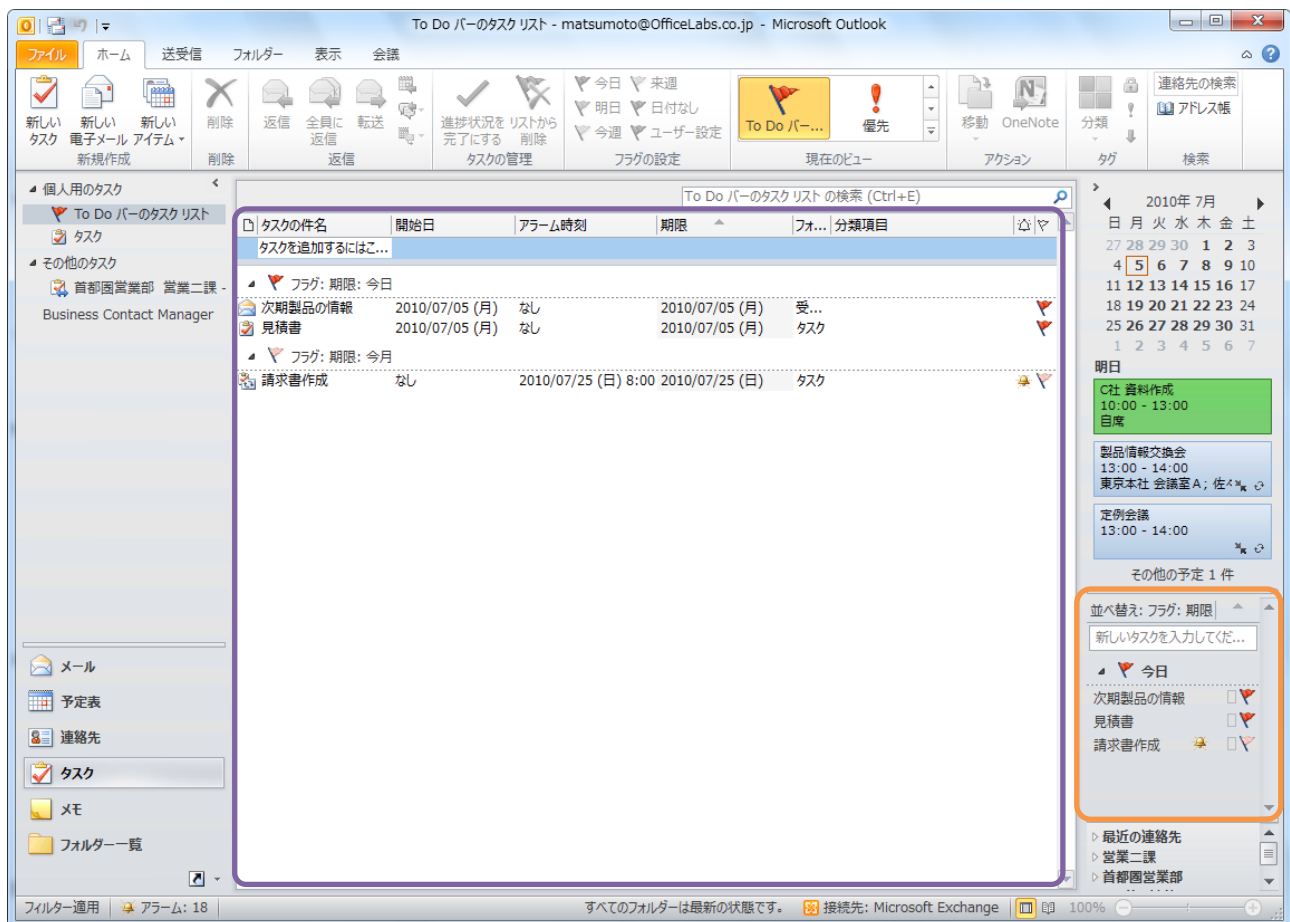 To Do バーのタスク リスト - matsumoto@OfficeLabs.co.jp - Microsoft Outlook
ファイル ホーム 送受信 フォルダー 表示 会議
新しい タスク
新しい 電子メール
新しい アイテム
新規作成
削除
削除
返信
全員に 返信
転送
返信
進捗状況を 完了にする
リストから 削除
タスクの管理
今日 来週
明日 日付なし
今週 ユーザー設定
フラグの設定
To Do バー...
優先
現在のビュー
移動
OneNote
アクション
分類
タグ
連絡先の検索
アドレス帳
検索
個人用のタスク
To Do バーのタスク リスト
タスク
その他のタスク
首都圏営業部 営業二課 -
Business Contact Manager
メール
予定表
連絡先
タスク
メモ
フォルダー一覧
To Do バーのタスク リスト の検索 (Ctrl+E)
タスクの件名 開始日 アラーム時刻 期限 フォ... 分類項目
タスクを追加するにはこ...
フラグ: 期限: 今日
次期製品の情報 2010/07/05 (月) なし 2010/07/05 (月) 受...
見積書 2010/07/05 (月) なし 2010/07/05 (月) タスク
フラグ: 期限: 今月
請求書作成 なし 2010/07/25 (日) 8:00 2010/07/25 (日) タスク
2010年 7月
日 月 火 水 木 金 土
27 28 29 30 1 2 3
4 5 6 7 8 9 10
11 12 13 14 15 16 17
18 19 20 21 22 23 24
25 26 27 28 29 30 31
1 2 3 4 5 6 7
明日
C社 資料作成
10:00 - 13:00
自席
製品情報交換会
13:00 - 14:00
東京本社 会議室A; 佐々
定例会議
13:00 - 14:00
その他の予定 1 件
並べ替え: フラグ: 期限
新しいタスクを入力してくだ...
今日
次期製品の情報
見積書
請求書作成
最近の連絡先
営業二課
首都圏営業部
フィルター適用 アラーム: 18 すべてのフォルダーは最新の状態です。 接続先: Microsoft Exchange 100%